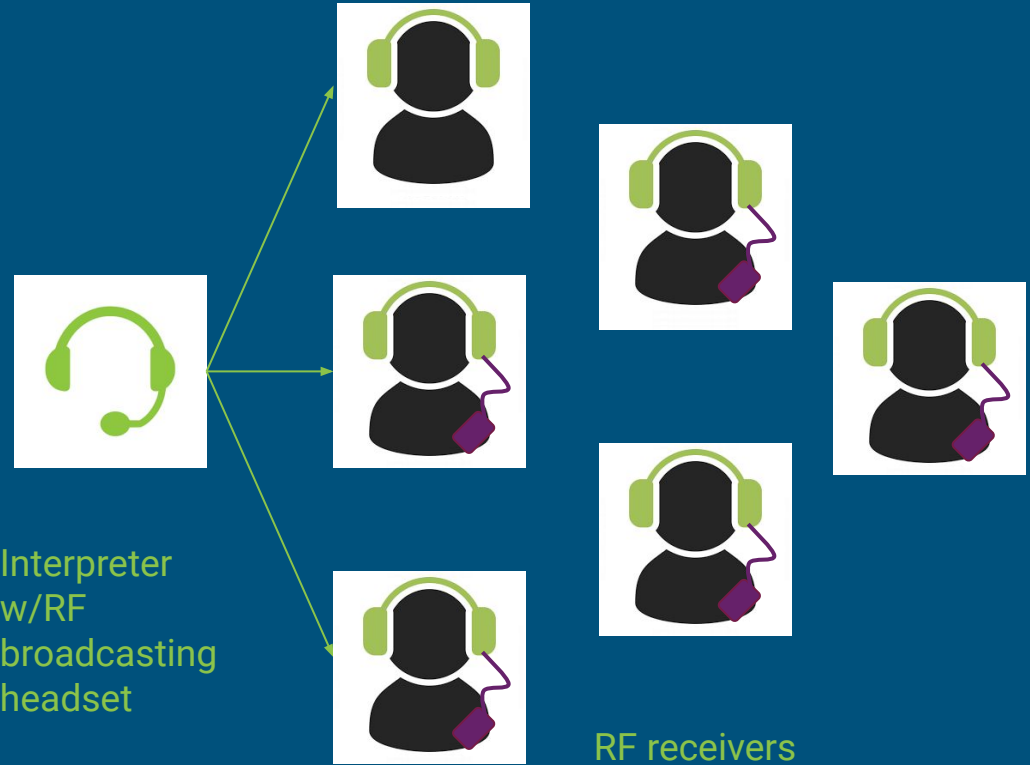 Interpreter
w/RF
broadcasting
headset
RF receivers